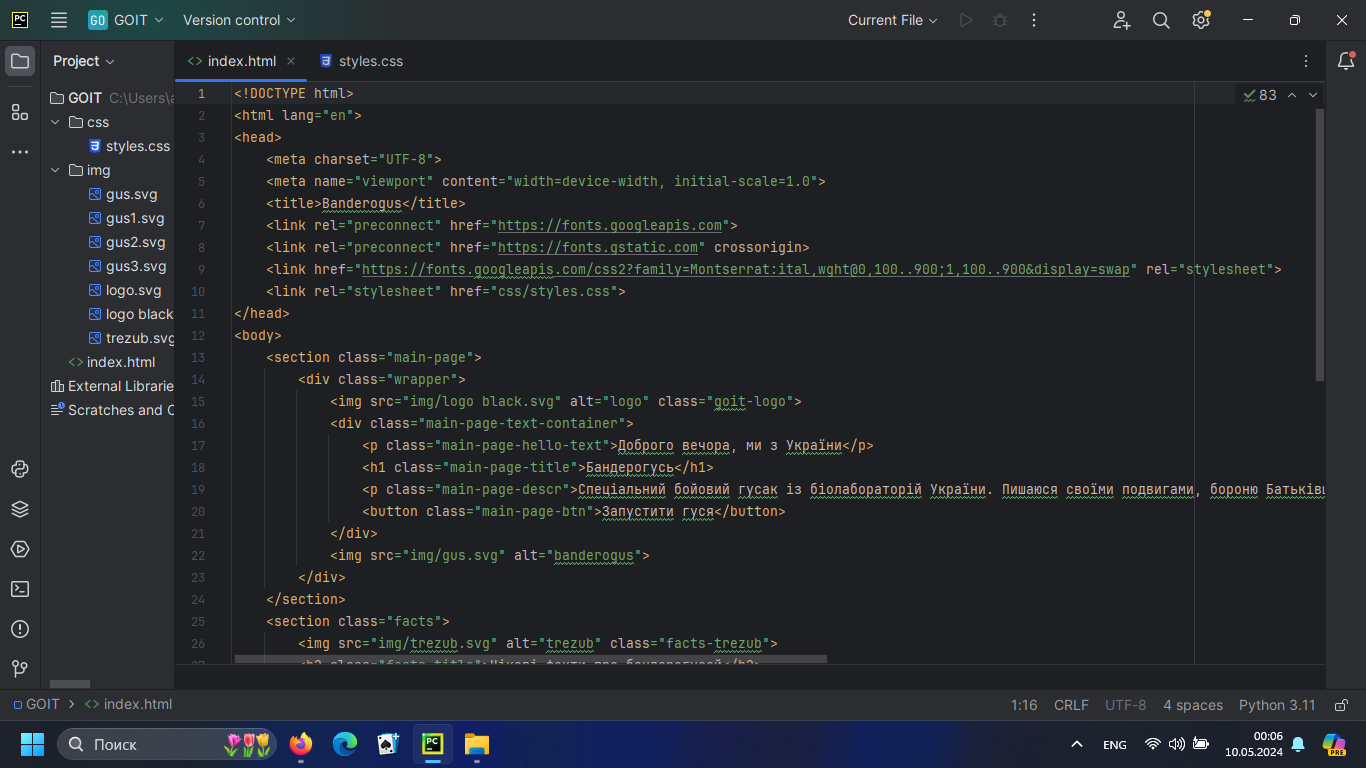 PC
GO GOIT
Version control
Current File
Project
index.html
styles.css
GOIT C:\Users\a
css
styles.css
img
gus.svg
gus1.svg
gus2.svg
gus3.svg
logo.svg
logo black
trezub.svg
index.html
External Librarie
Scratches and C
83
1 <!DOCTYPE html>
2 <html lang="en">
3 <head>
4 <meta charset="UTF-8">
5 <meta name="viewport" content="width=device-width, initial-scale=1.0">
6 <title>Banderogus</title>
7 <link rel="preconnect" href="https://fonts.googleapis.com">
8 <link rel="preconnect" href="https://fonts.gstatic.com" crossorigin>
9 <link href="https://fonts.googleapis.com/css2?family=Montserrat:ital,wght@0,100..900;1,100..900&display=swap" rel="stylesheet">
10 <link rel="stylesheet" href="css/styles.css">
11 </head>
12 <body>
13 <section class="main-page">
14 <div class="wrapper">
15 <img src="img/logo black.svg" alt="logo" class="goit-logo">
16 <div class="main-page-text-container">
17 <p class="main-page-hello-text">Доброго вечора, ми з України</p>
18 <h1 class="main-page-title">Бандерогусь</h1>
19 <p class="main-page-descr">Спеціальний бойовий гусак із біолабораторій України. Пишаюся своїми подвигами, бороню Батьківщ
20 <button class="main-page-btn">Запустити гуся</button>
21 </div>
22 <img src="img/gus.svg" alt="banderogus">
23 </div>
24 </section>
25 <section class="facts">
26 <img src="img/trezub.svg" alt="trezub" class="facts-trezub">
GOIT > index.html
1:16 CRLF UTF-8 4 spaces Python 3.11
Поиск
PC
ENG
00:06
10.05.2024
PRE